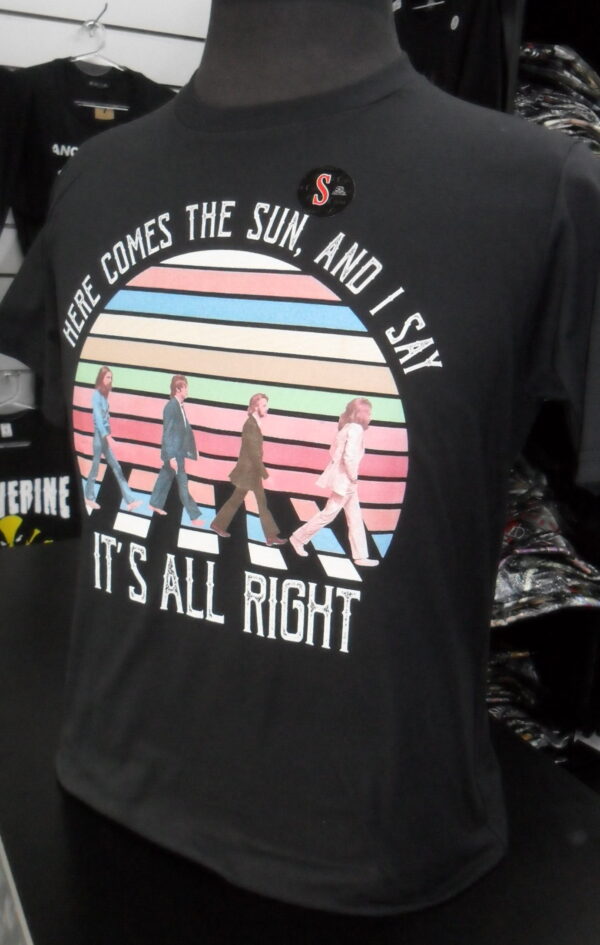 S
HERE COMES THE SUN, AND I SAY
IT'S ALL RIGHT